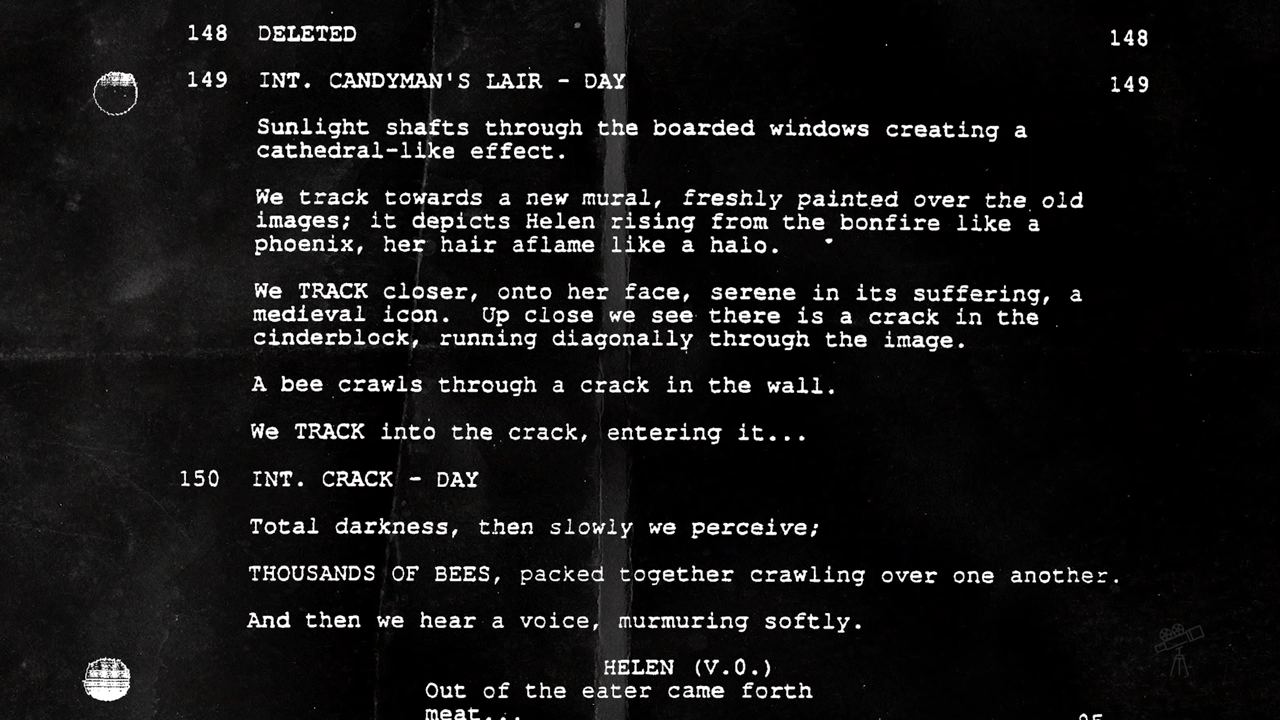 148 DELETED 148
149 INT. CANDYMAN'S LAIR - DAY 149
Sunlight shafts through the boarded windows creating a
cathedral-like effect.
We track towards a new mural, freshly painted over the old
images; it depicts Helen rising from the bonfire like a
phoenix, her hair aflame like a halo.
We TRACK closer, onto her face, serene in its suffering, a
medieval icon. Up close we see there is a crack in the
cinderblock, running diagonally through the image.
A bee crawls through a crack in the wall.
We TRACK into the crack, entering it...
150 INT. CRACK - DAY
Total darkness, then slowly we perceive;
THOUSANDS OF BEES, packed together crawling over one another.
And then we hear a voice, murmuring softly.
HELEN (V.O.)
Out of the eater came forth
meat...